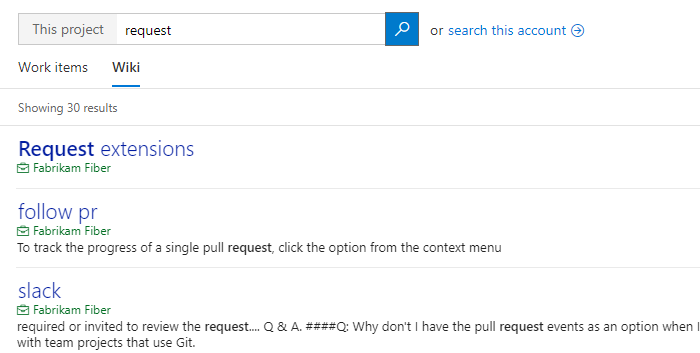 This project request or search this account
Work items Wiki
Showing 30 results
Request extensions
Fabrikam Fiber
follow pr
Fabrikam Fiber
To track the progress of a single pull request, click the option from the context menu
slack
Fabrikam Fiber
required or invited to review the request.... Q & A. ####Q: Why don't I have the pull request events as an option when I
with team projects that use Git.